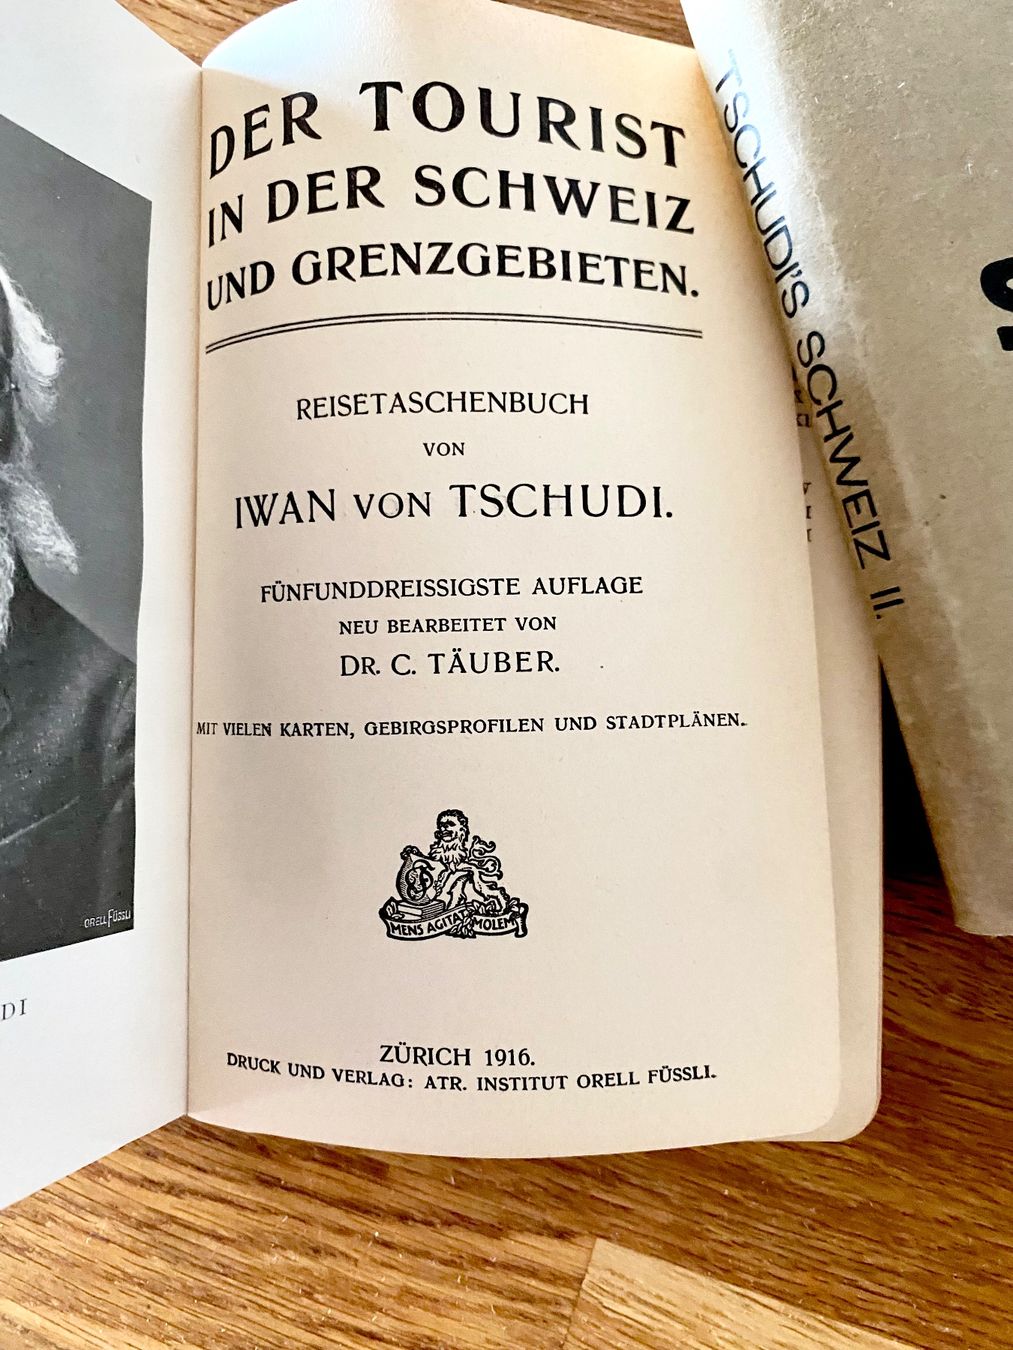 DER TOURIST
IN DER SCHWEIZ
UND GRENZGEBIETEN.
REISETASCHENBUCH
VON
IWAN VON TSCHUDI.
FÜNFUNDDREISSIGSTE AUFLAGE
NEU BEARBEITET VON
DR. C. TÄUBER.
MIT VIELEN KARTEN, GEBIRGSPROFILEN UND STADTPLÄNEN.
MENS AGITAT MOLEM
ZÜRICH 1916.
DRUCK UND VERLAG: ATR. INSTITUT ORELL FÜSSLI.
ORELL FÜSSLI
DI
TSCHUDI'S SCHWEIZ II.